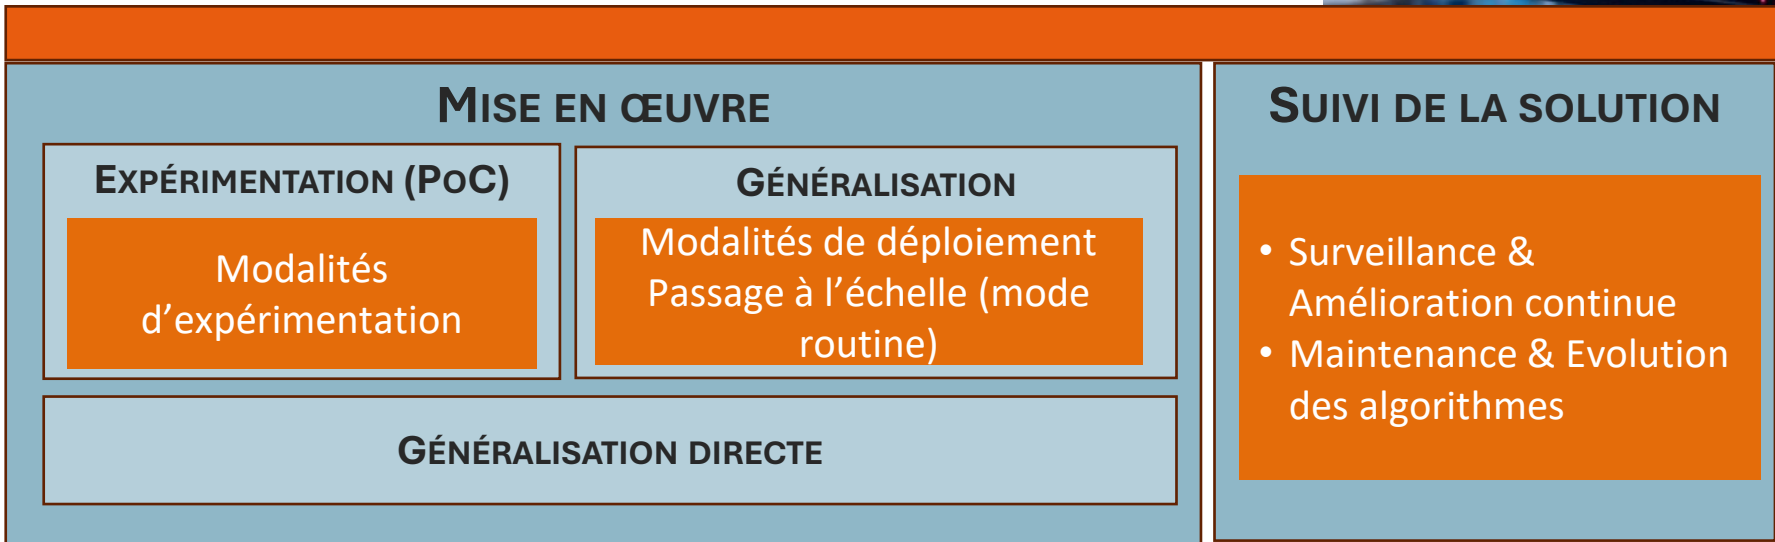 MISE EN ŒUVRE
EXPÉRIMENTATION (POC)
Modalités
d'expérimentation
GÉNÉRALISATION
Modalités de déploiement
Passage à l’échelle (mode
routine)
GÉNÉRALISATION DIRECTE
SUIVI DE LA SOLUTION
• Surveillance &
Amélioration continue
• Maintenance & Evolution
des algorithmes